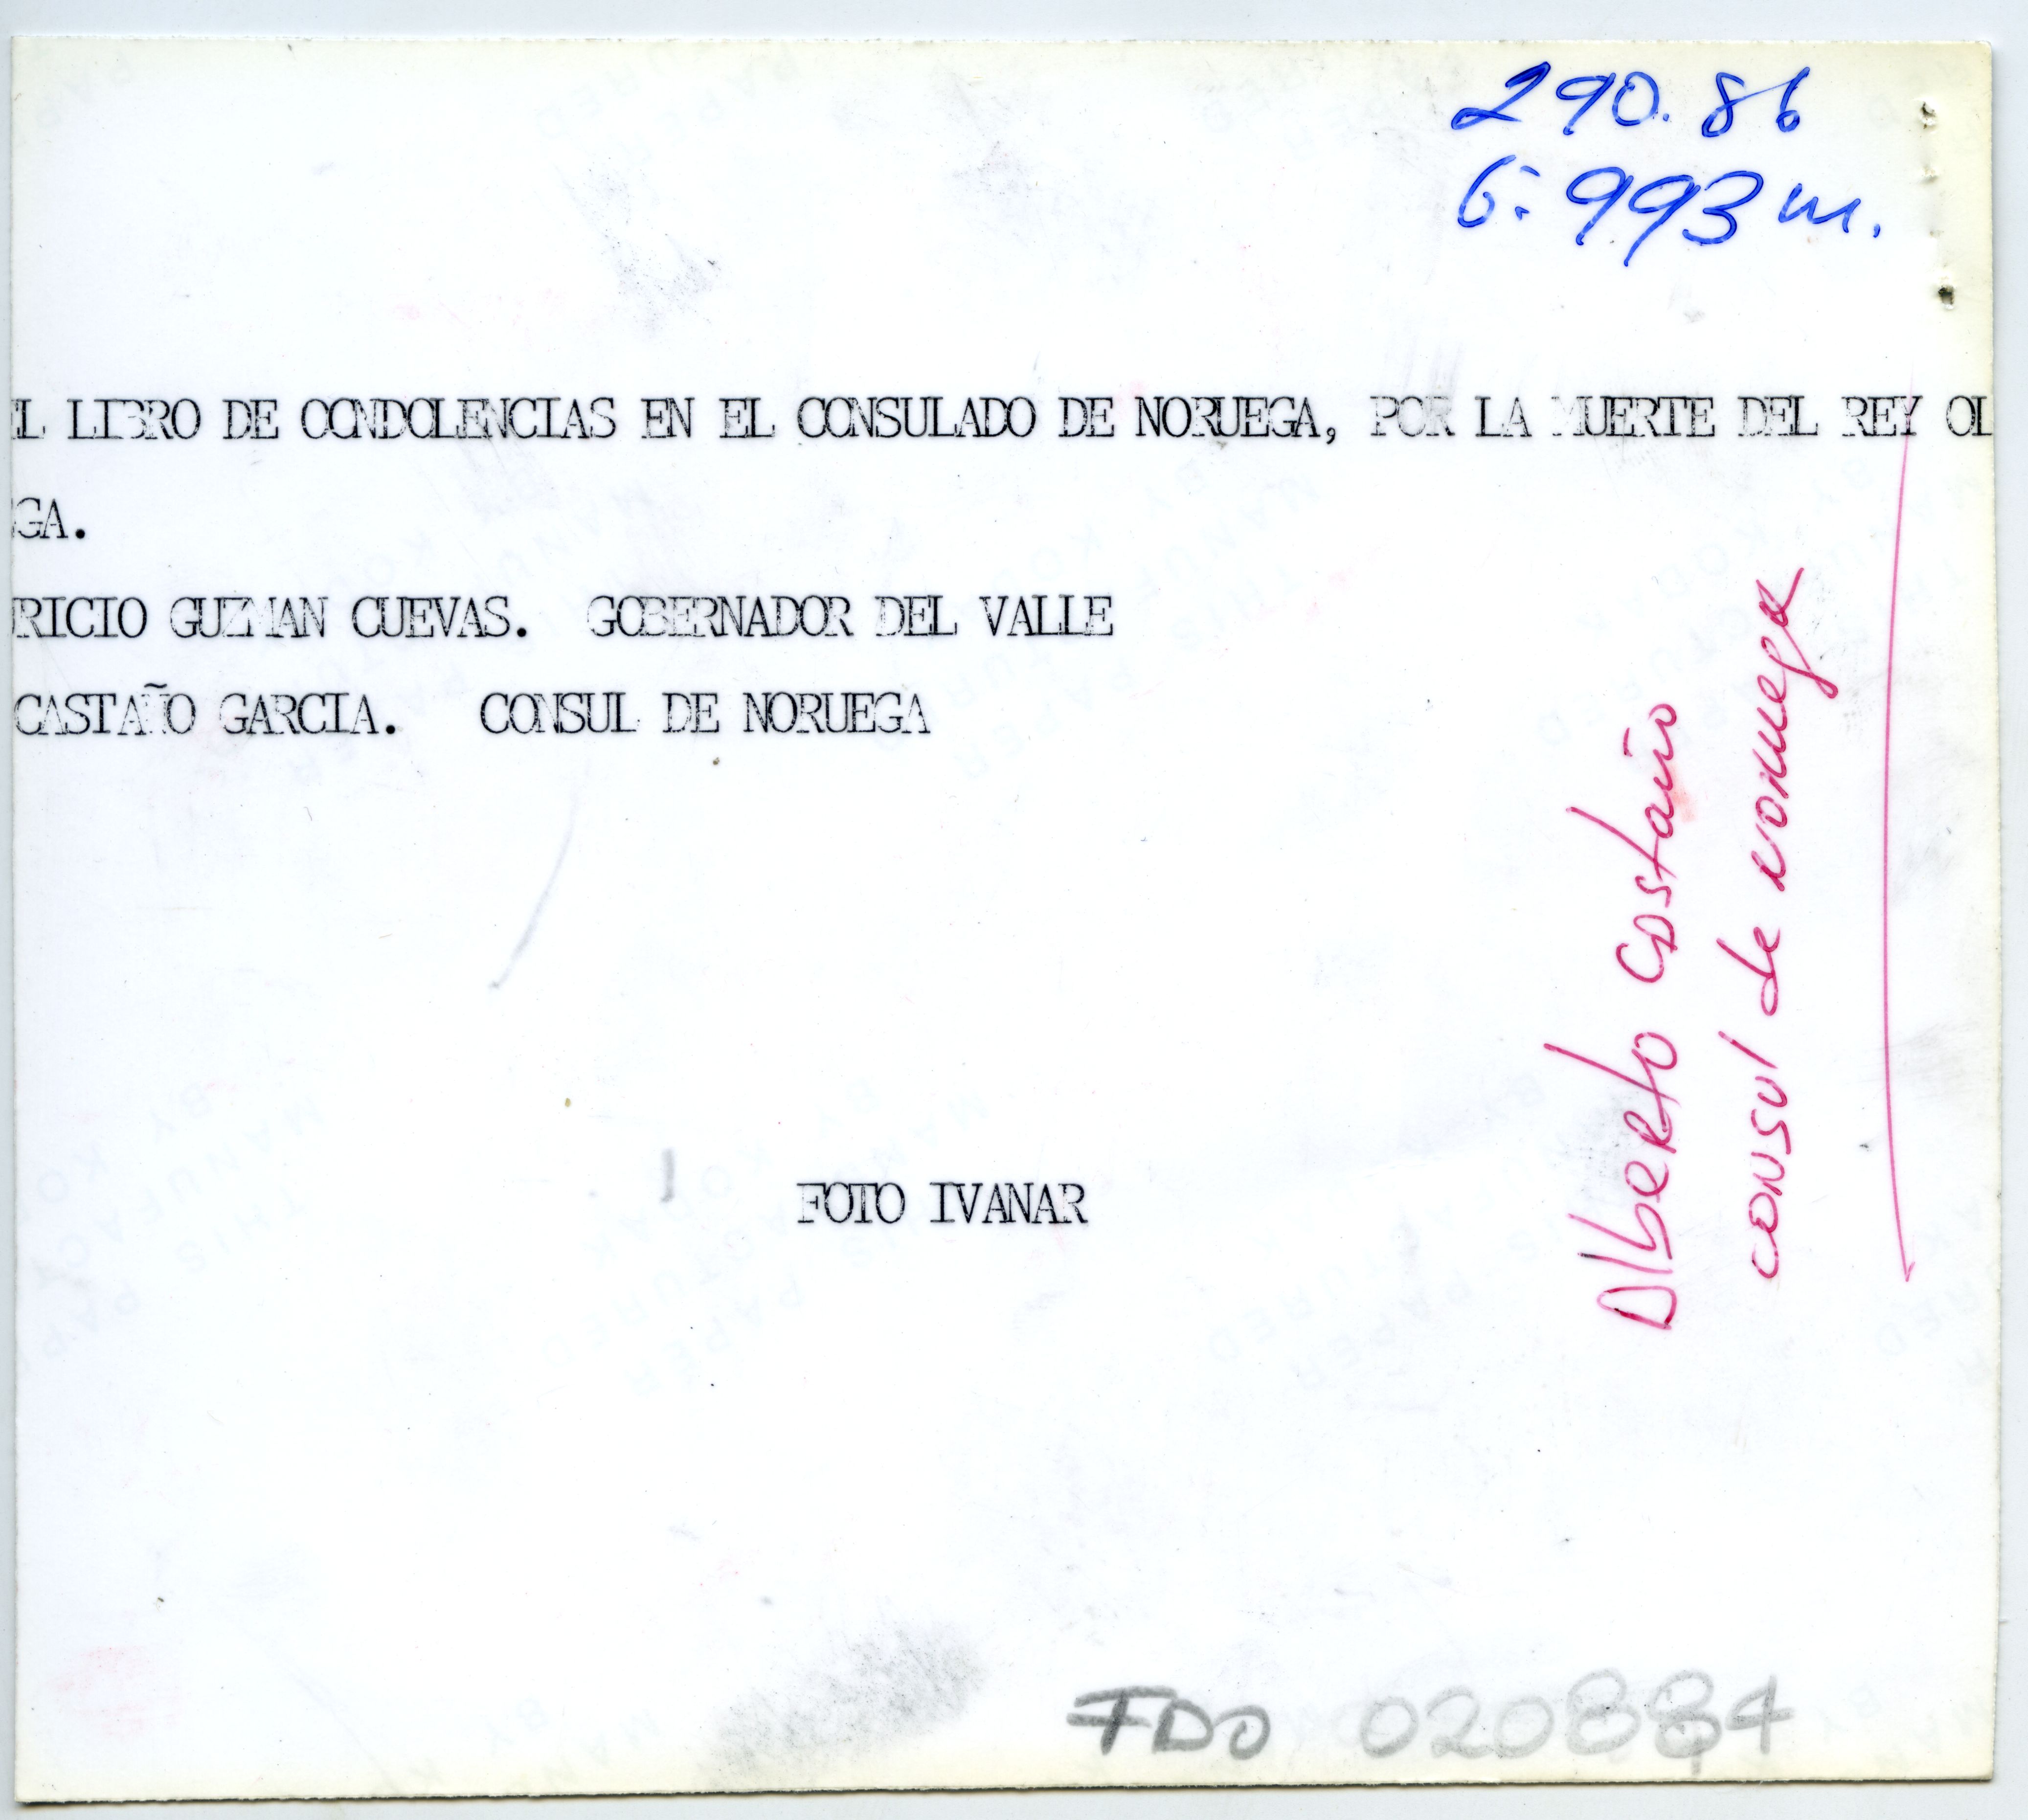 290.86
6-993 m.
EL LIBRO DE CONDOLENCIAS EN EL CONSULADO DE NORUEGA, POR LA MUERTE DEL REY OL
GA.
RICIO GUZMAN CUEVAS. GOBERNADOR DEL VALLE
CASTAÑO GARCIA. CONSUL DE NORUEGA
Alberto Castaño
consul de noruega
FOTO IVANAR
FDO 020884